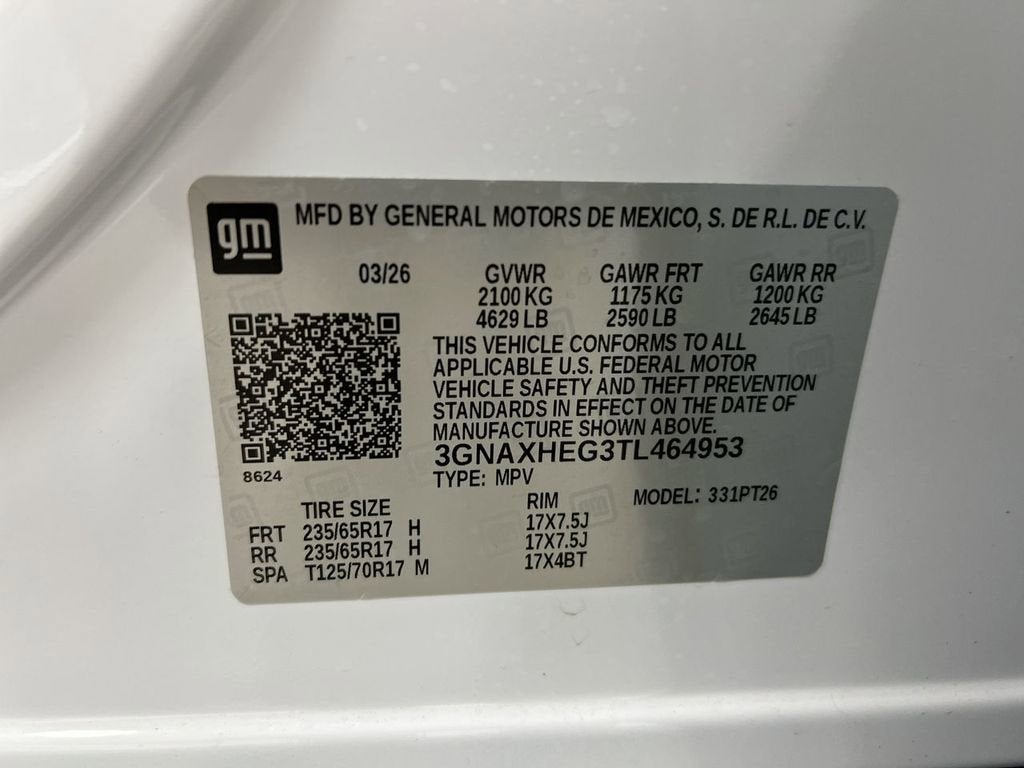 gm MFD BY GENERAL MOTORS DE MEXICO, S. DE R.L. DE C.V.
03/26 GVWR GAWR FRT GAWR RR
2100 KG 1175 KG 1200 KG
4629 LB 2590 LB 2645 LB
THIS VEHICLE CONFORMS TO ALL
APPLICABLE U.S. FEDERAL MOTOR
VEHICLE SAFETY AND THEFT PREVENTION
STANDARDS IN EFFECT ON THE DATE OF
MANUFACTURE SHOWN ABOVE.
3GNAXHEG3TL464953
8624
TYPE: MPV
MODEL: 331PT26
TIRE SIZE RIM
FRT 235/65R17 H 17X7.5J
RR 235/65R17 H 17X7.5J
SPA T125/70R17 M 17X4BT